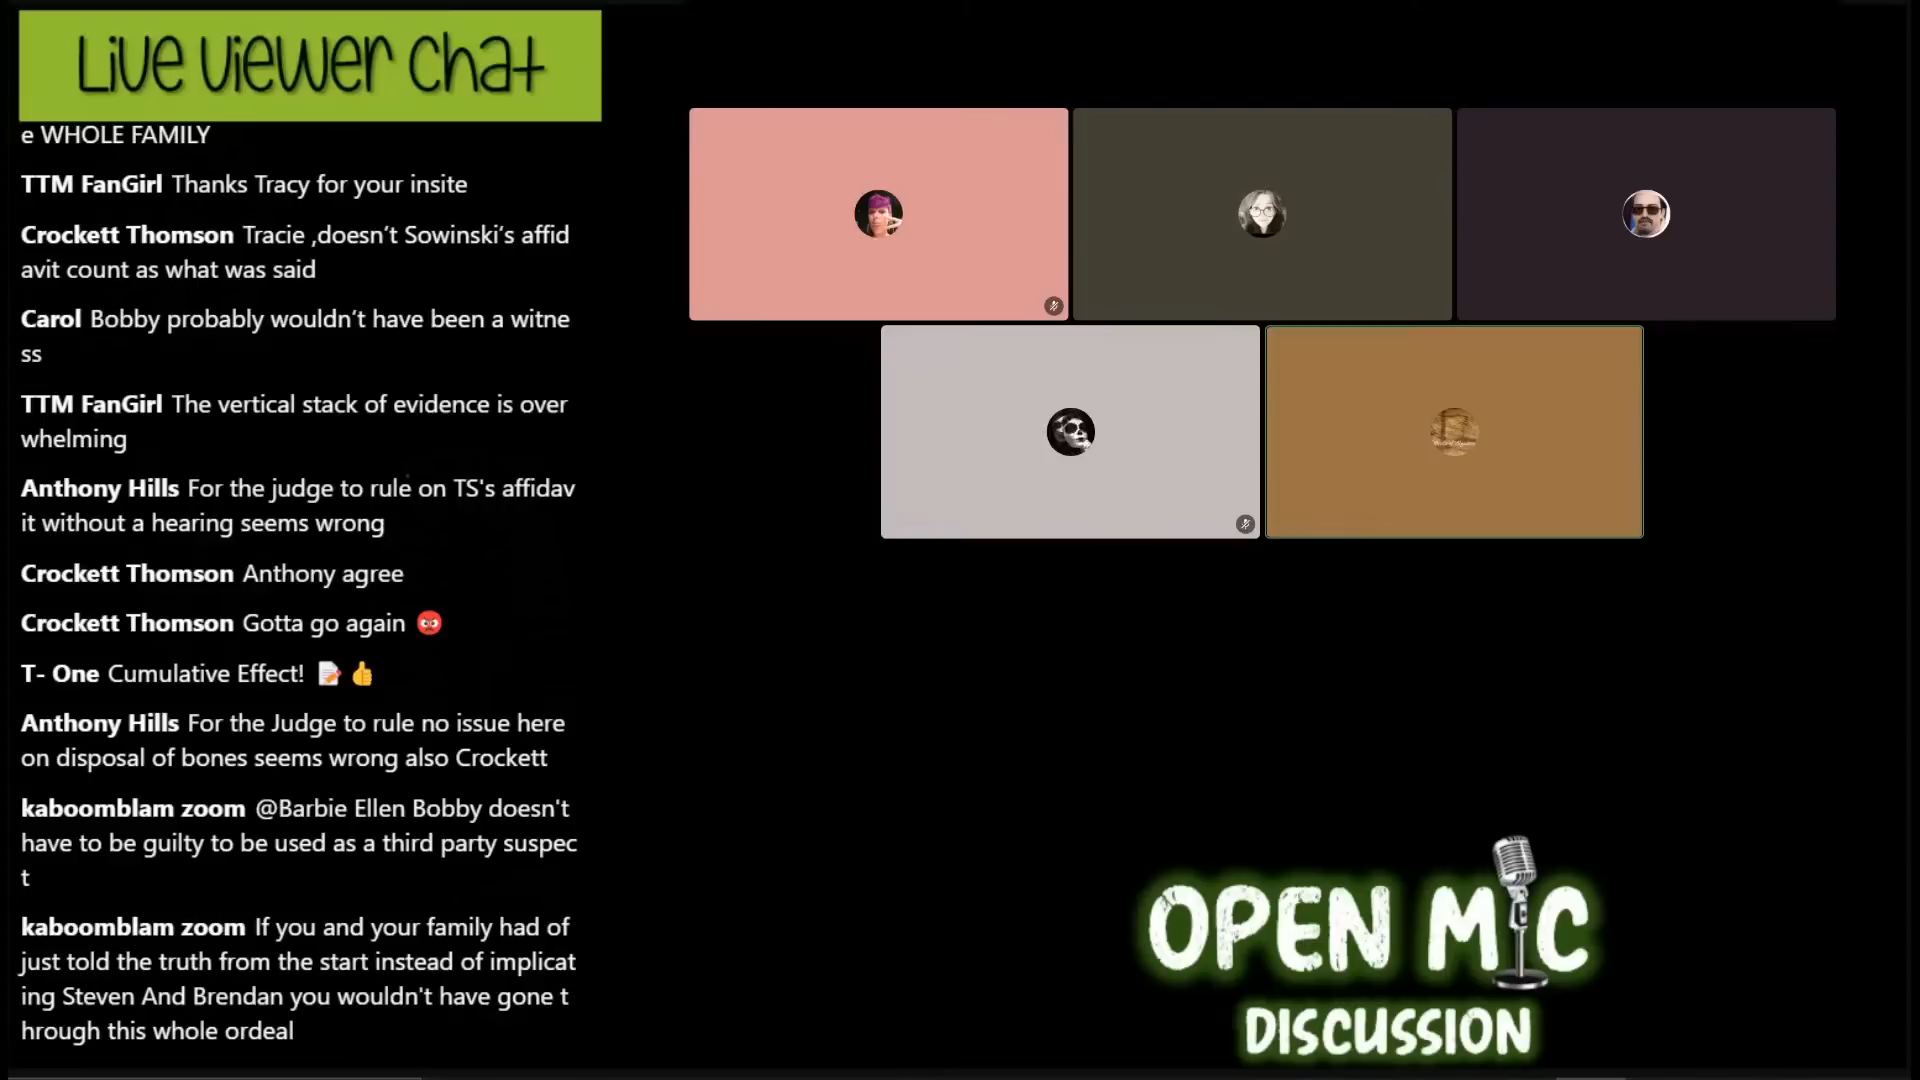 Live Viewer Chat
e WHOLE FAMILY
TTM FanGirl Thanks Tracy for your insite
Crockett Thomson Tracie ,doesn’t Sowinski’s affid
avit count as what was said
Carol Bobby probably wouldn’t have been a witne
ss
TTM FanGirl The vertical stack of evidence is over
whelming
Anthony Hills For the judge to rule on TS's affidav
it without a hearing seems wrong
Crockett Thomson Anthony agree
Crockett Thomson Gotta go again 😡
T- One Cumulative Effect! 📝👍
Anthony Hills For the Judge to rule no issue here
on disposal of bones seems wrong also Crockett
kaboomblam zoom @Barbie Ellen Bobby doesn't
have to be guilty to be used as a third party suspec
t
kaboomblam zoom If you and your family had of
just told the truth from the start instead of implicat
ing Steven And Brendan you wouldn't have gone t
hrough this whole ordeal
OPEN MIC
DISCUSSION